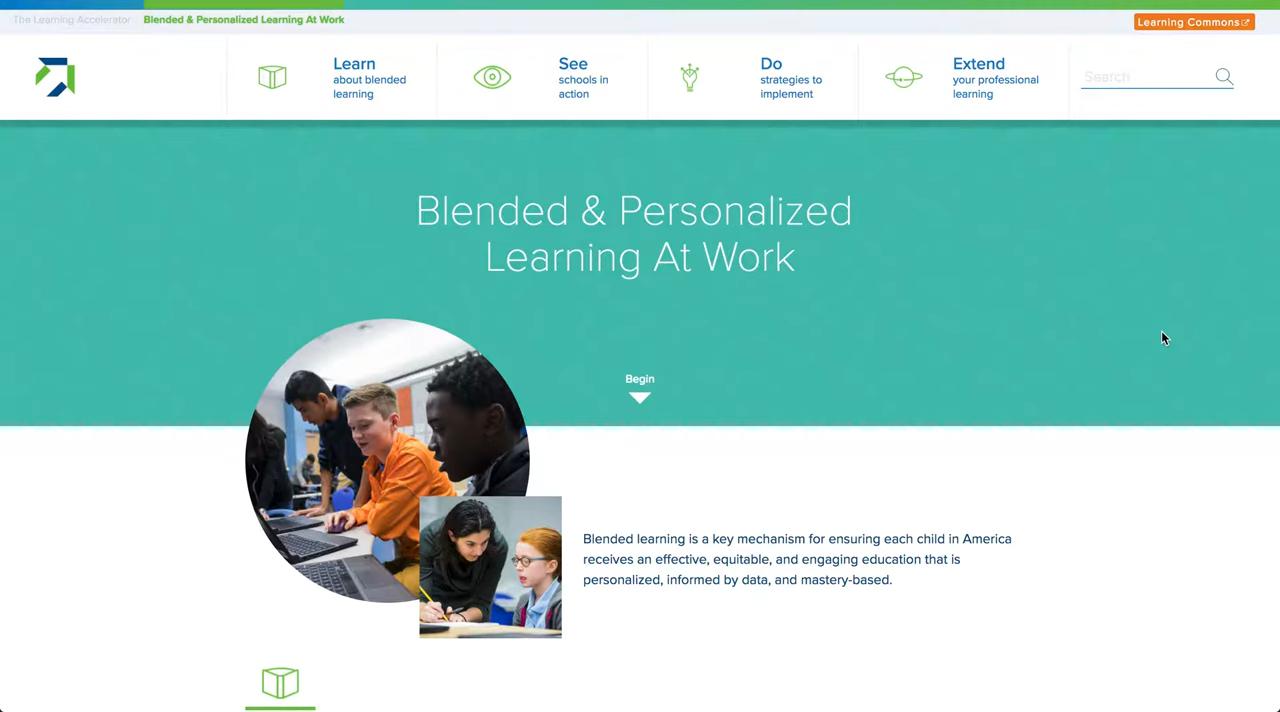 The Learning Accelerator
Blended & Personalized Learning At Work
Learning Commons
Learn
about blended
learning
See
schools in
action
Do
strategies to
implement
Extend
your professional
learning
Search
Blended & Personalized
Learning At Work
Begin
Blended learning is a key mechanism for ensuring each child in America
receives an effective, equitable, and engaging education that is
personalized, informed by data, and mastery-based.